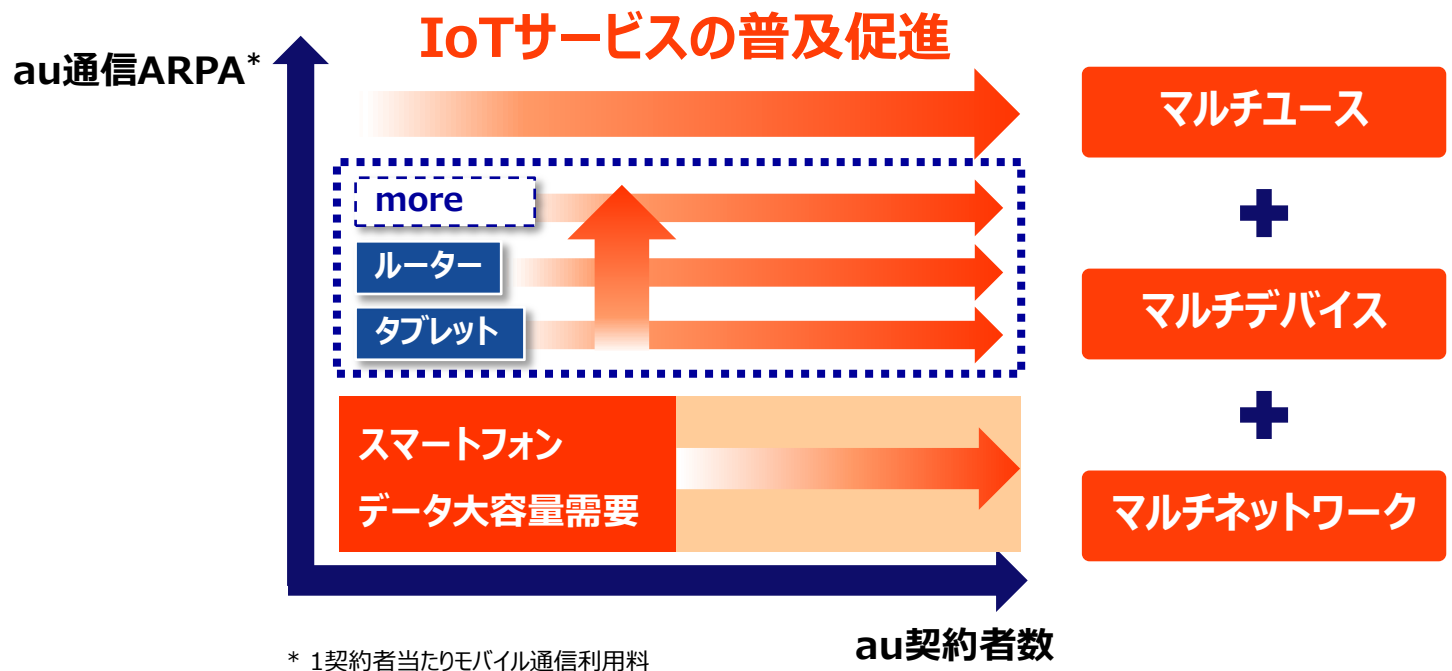 IoTサービスの普及促進
au通信ARPA*
マルチユース
more
ルーター
マルチデバイス
タブレット
スマートフォン
データ大容量需要
マルチネットワーク
au契約者数
* 1契約者当たりモバイル通信利用料